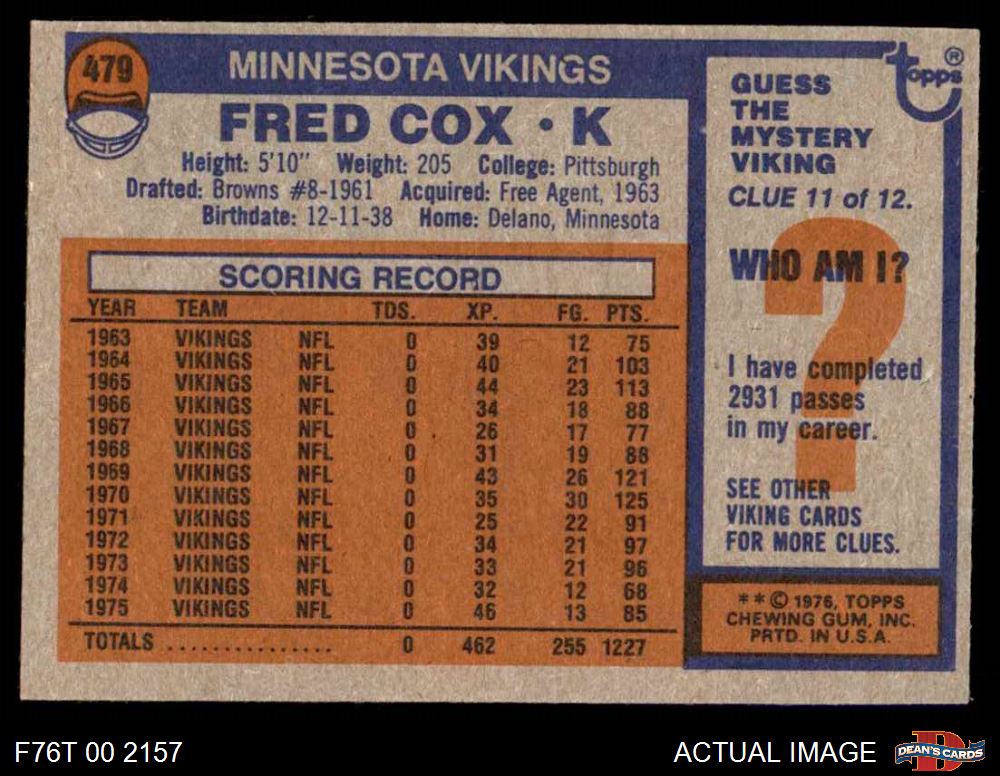 479
MINNESOTA VIKINGS
FRED COX • K
Height: 5'10" Weight: 205 College: Pittsburgh
Drafted: Browns #8-1961 Acquired: Free Agent, 1963
Birthdate: 12-11-38 Home: Delano, Minnesota
SCORING RECORD
YEAR TEAM TDS. XP. FG. PTS.
1963 VIKINGS NFL 0 39 12 75
1964 VIKINGS NFL 0 40 21 103
1965 VIKINGS NFL 0 44 23 113
1966 VIKINGS NFL 0 34 18 88
1967 VIKINGS NFL 0 26 17 77
1968 VIKINGS NFL 0 31 19 88
1969 VIKINGS NFL 0 43 26 121
1970 VIKINGS NFL 0 35 30 125
1971 VIKINGS NFL 0 25 22 91
1972 VIKINGS NFL 0 34 21 97
1973 VIKINGS NFL 0 33 21 96
1974 VIKINGS NFL 0 32 12 68
1975 VIKINGS NFL 0 46 13 85
TOTALS ............... 0 462 255 1227
topps®
GUESS
THE
MYSTERY
VIKING
CLUE 11 of 12.
WHO AM I?
?
I have completed
2931 passes
in my career.
SEE OTHER
VIKING CARDS
FOR MORE CLUES.
* * © 1976, TOPPS
CHEWING GUM, INC.
PRTD. IN U.S.A.
F76T 00 2157
ACTUAL IMAGE
DEAN'S CARDS